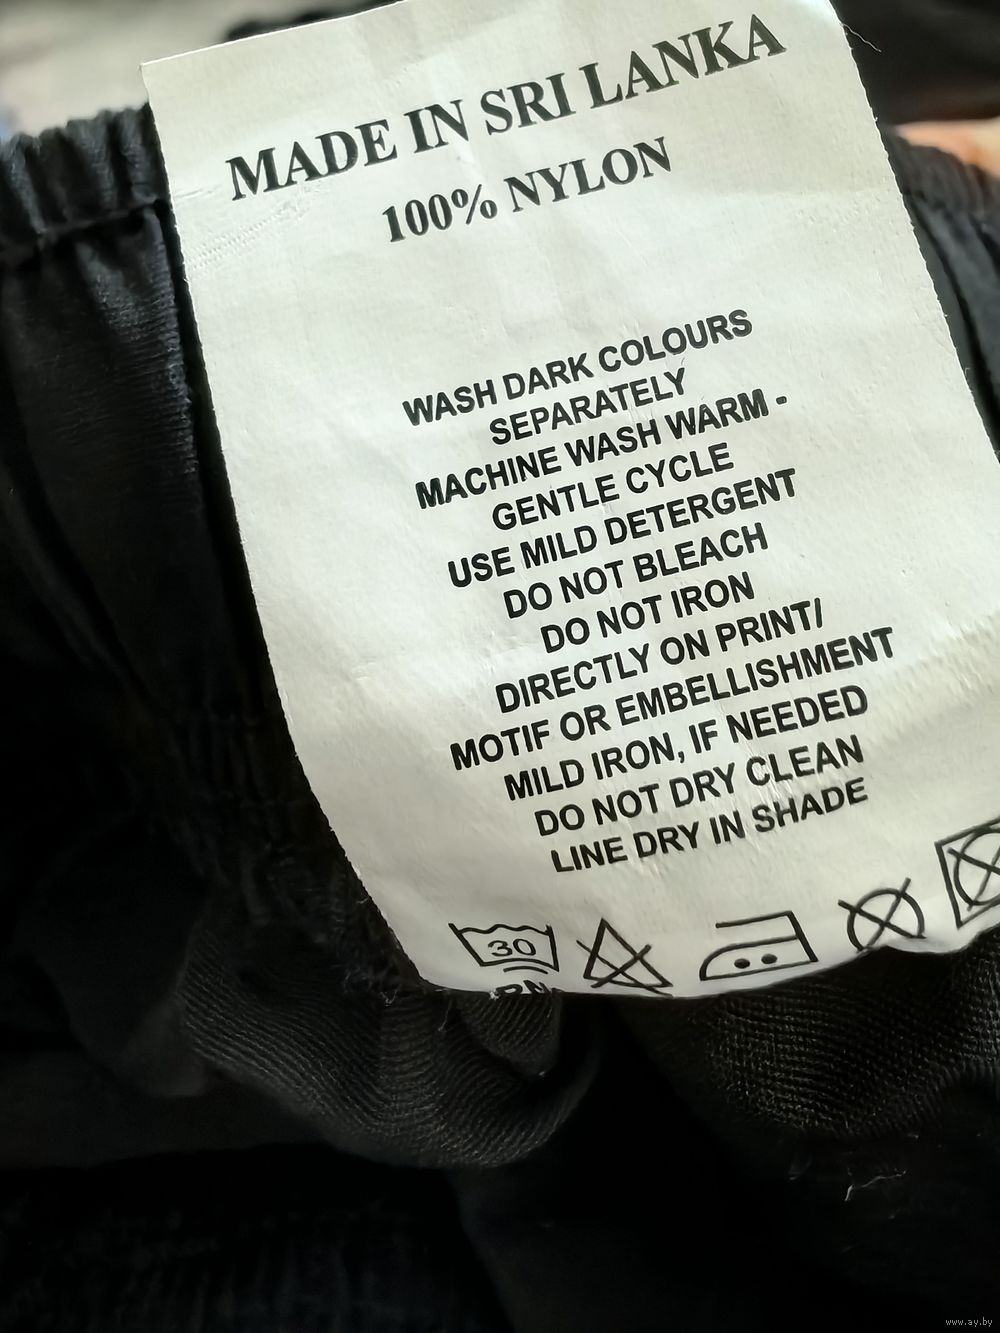 MADE IN SRI LANKA
100% NYLON
WASH DARK COLOURS
SEPARATELY
MACHINE WASH WARM -
GENTLE CYCLE
USE MILD DETERGENT
DO NOT BLEACH
DO NOT IRON
DIRECTLY ON PRINT/
MOTIF OR EMBELLISHMENT
MILD IRON, IF NEEDED
DO NOT DRY CLEAN
LINE DRY IN SHADE
30
www.ay.by